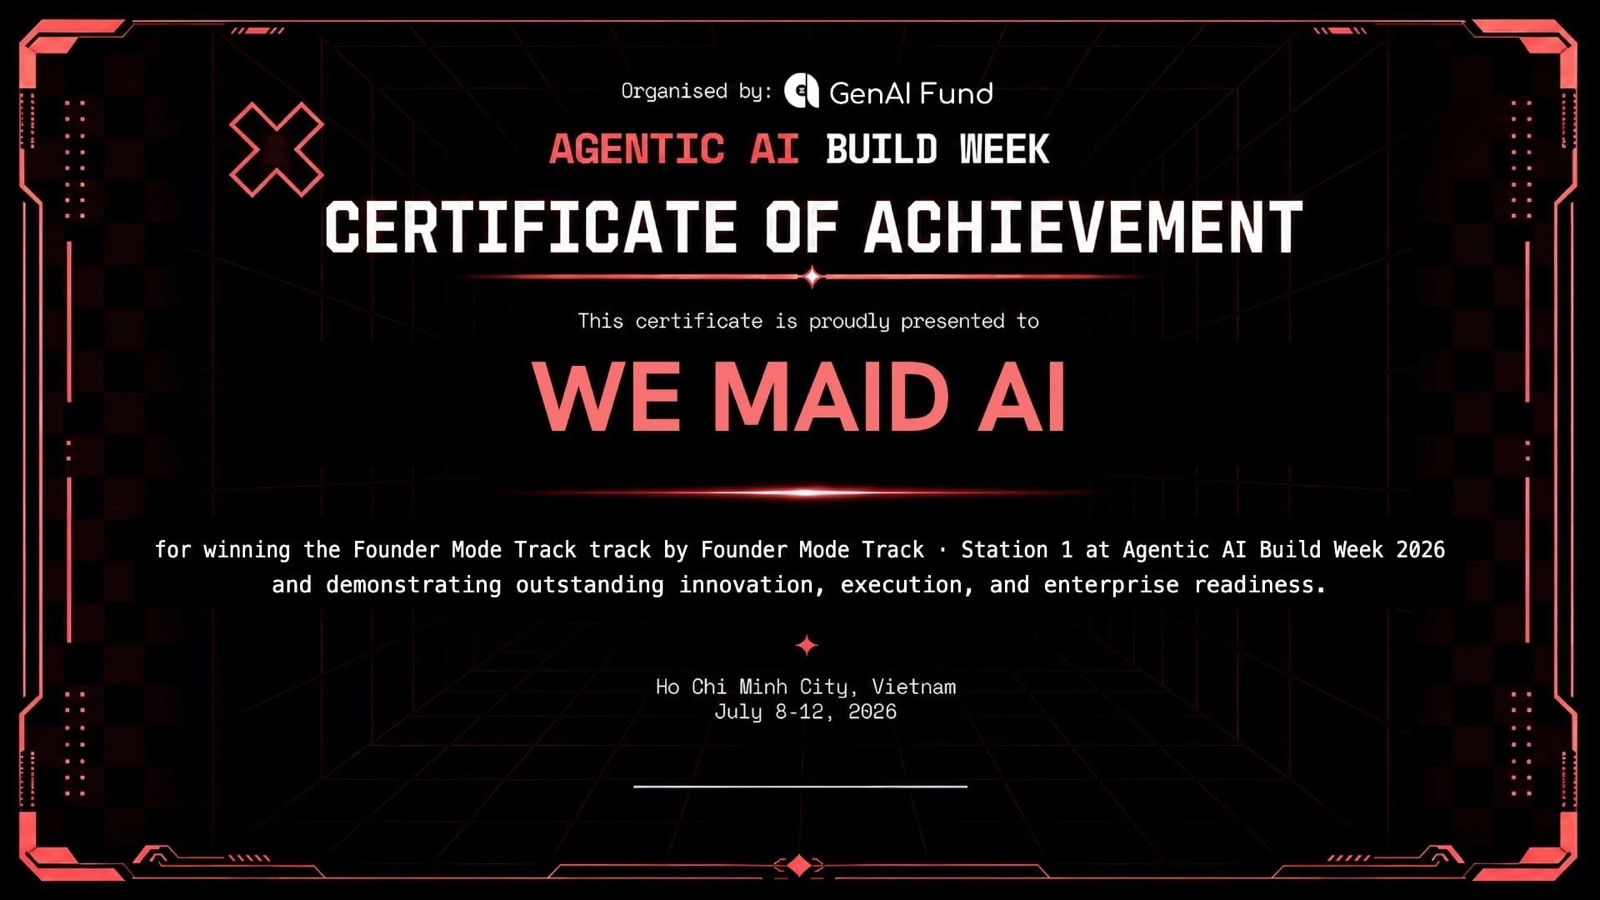 Organised by: GenAI Fund
AGENTIC AI BUILD WEEK
CERTIFICATE OF ACHIEVEMENT
This certificate is proudly presented to
WE MAID AI
for winning the Founder Mode Track track by Founder Mode Track · Station 1 at Agentic AI Build Week 2026
and demonstrating outstanding innovation, execution, and enterprise readiness.
Ho Chi Minh City, Vietnam
July 8-12, 2026